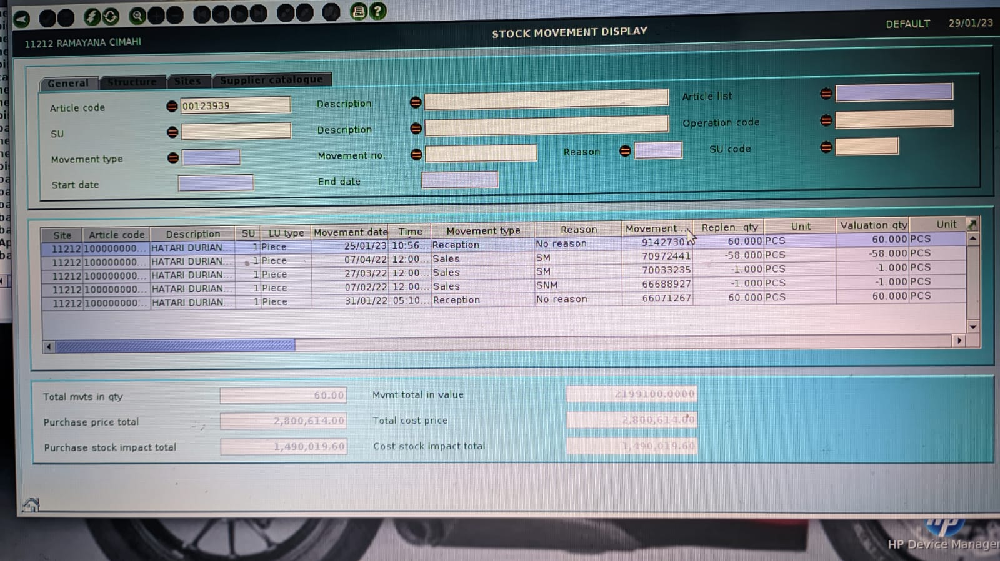 11212 RAMAYANA CIMAHI
STOCK MOVEMENT DISPLAY
DEFAULT 29/01/23
General Structure Sites Supplier catalogue
Article code 00123939 Description Article list
SU Description Operation code
Movement type Movement no. Reason SU code
Start date End date
Site Article code Description SU LU type Movement date Time Movement type Reason Movement .. Replen. qty Unit Valuation qty Unit
11212 100000000... HATARI DURIAN... 1 Piece 25/01/23 10:56... Reception No reason 91427301 60.000 PCS 60.000 PCS
11212 100000000... HATARI DURIAN... 1 Piece 07/04/22 12:00... Sales SM 70972441 -58.000 PCS -58.000 PCS
11212 100000000... HATARI DURIAN... 1 Piece 27/03/22 12:00... Sales SM 70033235 -1.000 PCS -1.000 PCS
11212 100000000... HATARI DURIAN... 1 Piece 07/02/22 12:00... Sales SNM 66688927 -1.000 PCS -1.000 PCS
11212 100000000... HATARI DURIAN... 1 Piece 31/01/22 05:10... Reception No reason 66071267 60.000 PCS 60.000 PCS
Total mvts in qty 60.00 Mvmt total in value 2199100.0000
Purchase price total 2,800,614.00 Total cost price 2,800,614.00
Purchase stock impact total 1,490,019.60 Cost stock impact total 1,490,019.60
hp
HP Device Manager